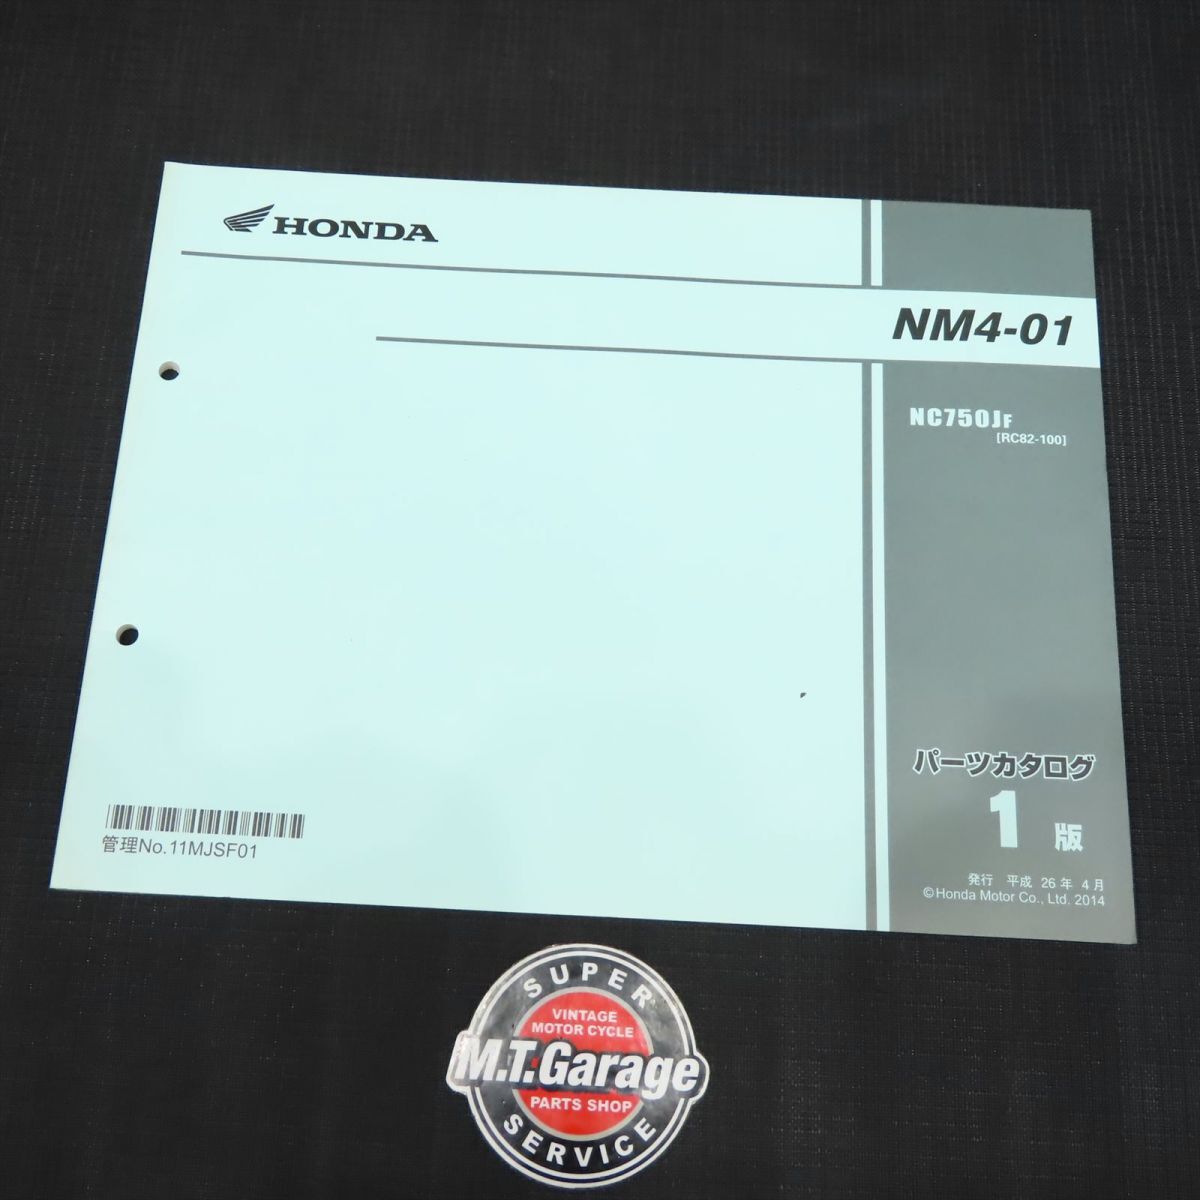 HONDA
NM4-01
NC750JF
[RC82-100]
パーツカタログ
1 版
発行 平成 26 年 4 月
©Honda Motor Co., Ltd. 2014
管理No.11MJSF01
SUPER
VINTAGE
MOTOR CYCLE
M.T.Garage
PARTS SHOP
SERVICE